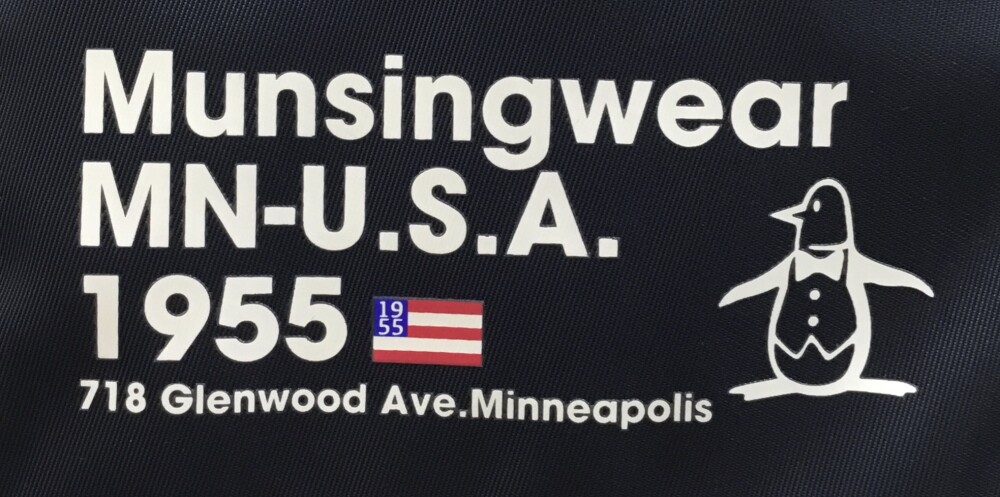 Munsingwear
MN-U.S.A.
1955
19
55
718 Glenwood Ave.Minneapolis